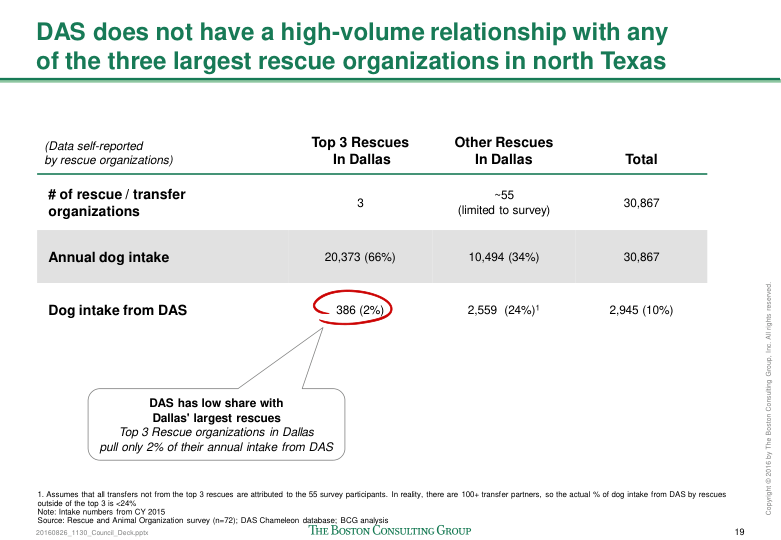 DAS does not have a high-volume relationship with any
of the three largest rescue organizations in north Texas
(Data self-reported
by rescue organizations)
Top 3 Rescues
In Dallas
Other Rescues
In Dallas
Total
# of rescue / transfer
organizations
3
~55
(limited to survey)
30,867
Annual dog intake
20,373 (66%)
10,494 (34%)
30,867
Dog intake from DAS
386 (2%)
2,559 (24%)¹
2,945 (10%)
DAS has low share with
Dallas' largest rescues
Top 3 Rescue organizations in Dallas
pull only 2% of their annual intake from DAS
1. Assumes that all transfers not from the top 3 rescues are attributed to the 55 survey participants. In reality, there are 100+ transfer partners, so the actual % of dog intake from DAS by rescues
outside of the top 3 is <24%
Note: Intake numbers from CY 2015
Source: Rescue and Animal Organization survey (n=72); DAS Chameleon database; BCG analysis
20160826_1130_Council_Deck.pptx
THE BOSTON CONSULTING GROUP
19
Copyright © 2016 by The Boston Consulting Group, Inc. All rights reserved.